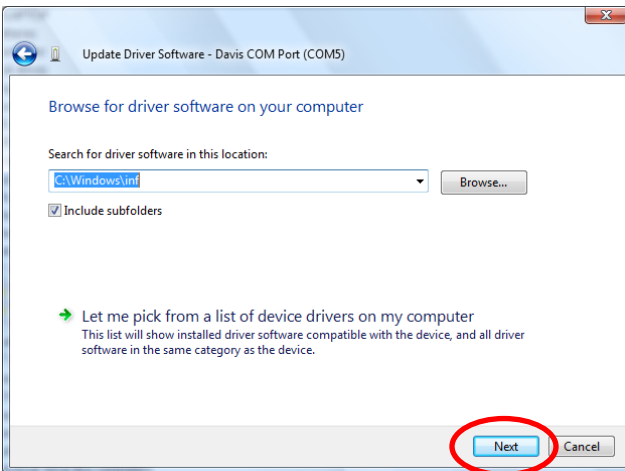 Update Driver Software - Davis COM Port (COM5)
Browse for driver software on your computer
Search for driver software in this location:
C:\Windows\inf
Browse...
Include subfolders
Let me pick from a list of device drivers on my computer
This list will show installed driver software compatible with the device, and all driver
software in the same category as the device.
Next
Cancel